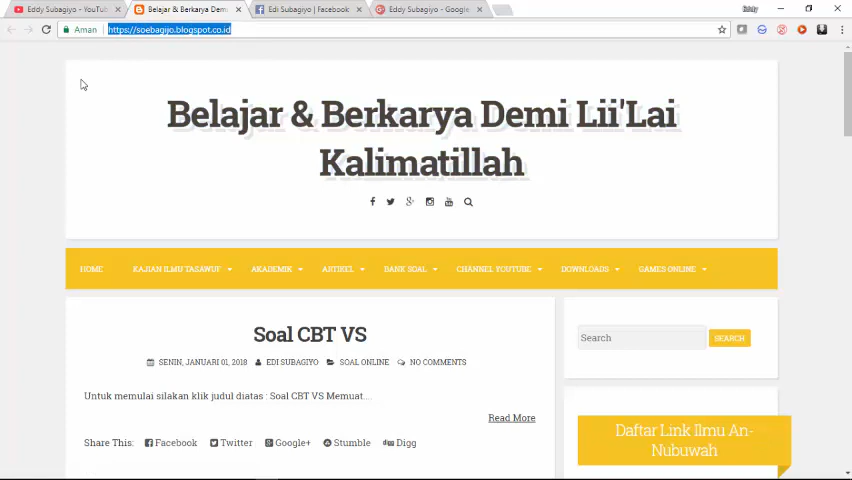 Eddy Subagiyo - YouTu
Belajar & Berkarya Dem
Edi Subagiyo | Facebook
Eddy Subagiyo - Google
Eddy
Aman
https://soebagijo.blogspot.co.id
Belajar & Berkarya Demi Lii'Lai
Kalimatillah
HOME KAJIAN ILMU TASAWUF AKADEMIK ARTIKEL BANK SOAL CHANNEL YOUTUBE DOWNLOADS GAMES ONLINE
Soal CBT VS
SENIN, JANUARI 01, 2018 EDI SUBAGIYO SOAL ONLINE NO COMMENTS
Untuk memulai silakan klik judul diatas : Soal CBT VS Memuat....
Read More
Share This: Facebook Twitter Google+ Stumble Digg
Search SEARCH
Daftar Link Ilmu An-
Nubuwah